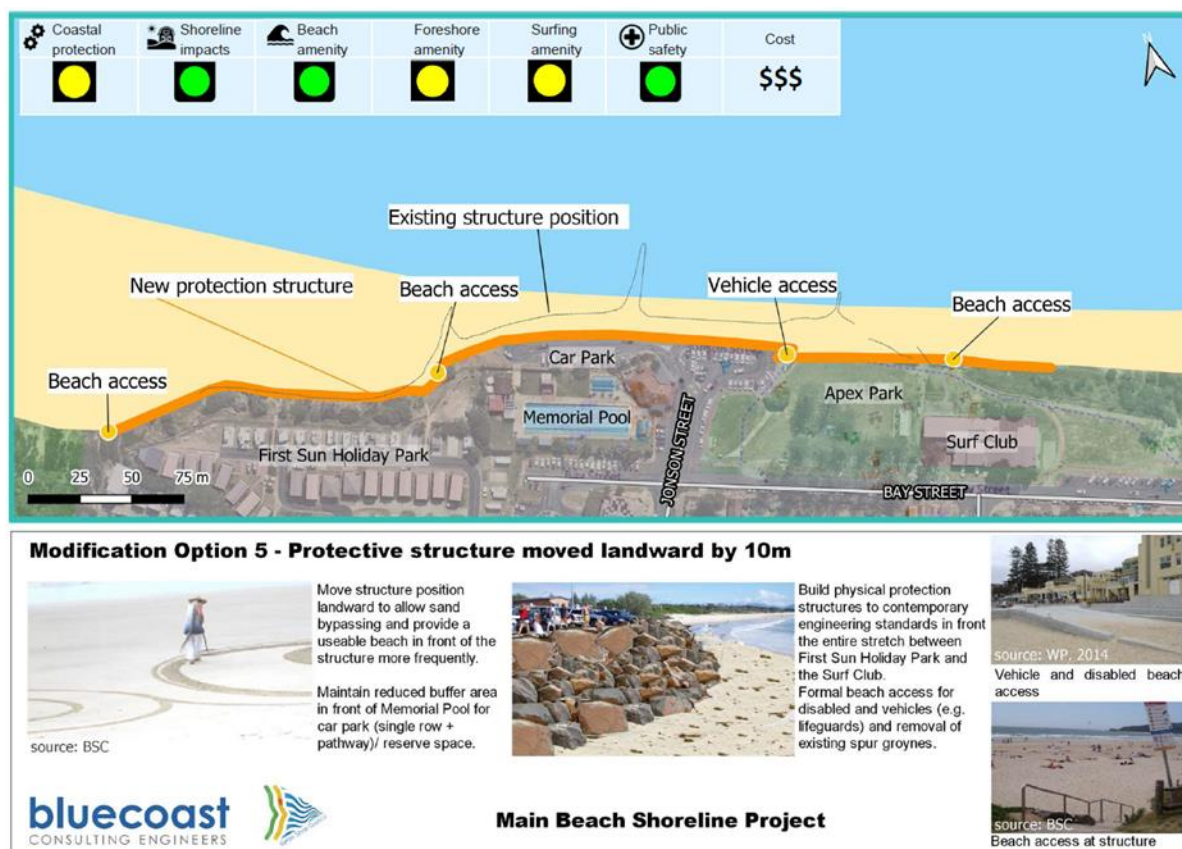 Coastal protection
Shoreline impacts
Beach amenity
Foreshore amenity
Surfing amenity
Public safety
Cost
$$$
N
Existing structure position
New protection structure
Beach access
Vehicle access
Beach access
Beach access
Car Park
Apex Park
Memorial Pool
Surf Club
First Sun Holiday Park
JONSON STREET
BAY STREET
0 25 50 75 m
Modification Option 5 - Protective structure moved landward by 10m
Move structure position
landward to allow sand
bypassing and provide a
useable beach in front of the
structure more frequently.
Maintain reduced buffer area
in front of Memorial Pool for
car park (single row +
pathway)/ reserve space.
source: BSC
Build physical protection
structures to contemporary
engineering standards in front
the entire stretch between
First Sun Holiday Park and
the Surf Club.
Formal beach access for
disabled and vehicles (e.g.
lifeguards) and removal of
existing spur groynes.
source: WP, 2014
Vehicle and disabled beach
access
source: BSC
Beach access at structure
bluecoast
CONSULTING ENGINEERS
Main Beach Shoreline Project